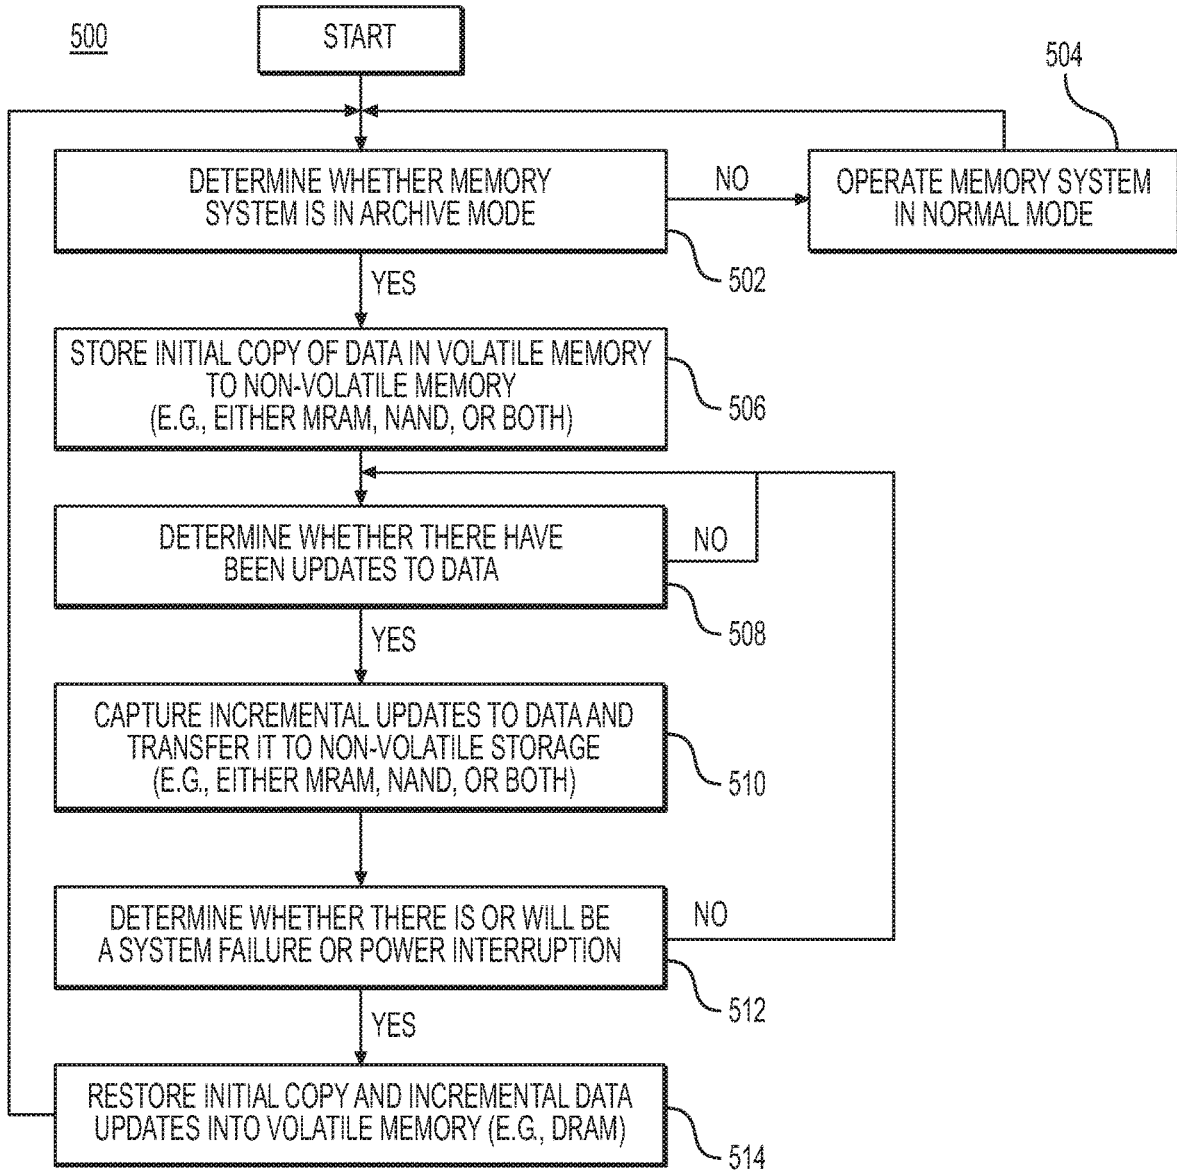 500
START
504
DETERMINE WHETHER MEMORY
SYSTEM IS IN ARCHIVE MODE
NO
OPERATE MEMORY SYSTEM
IN NORMAL MODE
502
YES
STORE INITIAL COPY OF DATA IN VOLATILE MEMORY
TO NON-VOLATILE MEMORY
(E.G., EITHER MRAM, NAND, OR BOTH)
506
DETERMINE WHETHER THERE HAVE
BEEN UPDATES TO DATA
NO
508
YES
CAPTURE INCREMENTAL UPDATES TO DATA AND
TRANSFER IT TO NON-VOLATILE STORAGE
(E.G., EITHER MRAM, NAND, OR BOTH)
510
DETERMINE WHETHER THERE IS OR WILL BE
A SYSTEM FAILURE OR POWER INTERRUPTION
NO
512
YES
RESTORE INITIAL COPY AND INCREMENTAL DATA
UPDATES INTO VOLATILE MEMORY (E.G., DRAM)
514